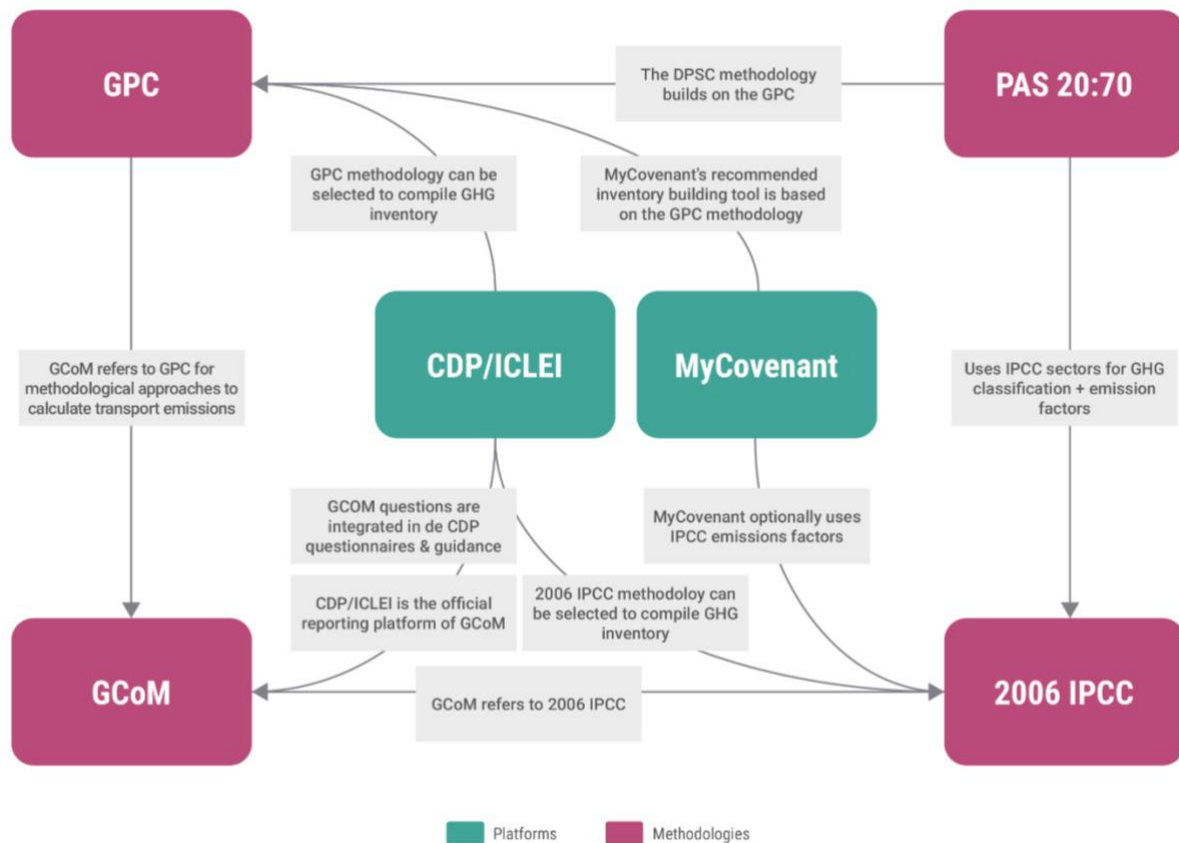 GPC
The DPSC methodology
builds on the GPC
PAS 20:70
GPC methodology can be
selected to compile GHG
inventory
MyCovenant's recommended
inventory building tool is based
on the GPC methodology
CDP/ICLEI
MyCovenant
GCoM refers to GPC for
methodological approaches to
calculate transport emissions
Uses IPCC sectors for GHG
classification + emission
factors
GCOM questions are
integrated in de CDP
questionnaires & guidance
MyCovenant optionally uses
IPCC emissions factors
CDP/ICLEI is the official
reporting platform of GCoM
2006 IPCC methodoloy can
be selected to compile GHG
inventory
GCoM
GCoM refers to 2006 IPCC
2006 IPCC
Platforms
Methodologies